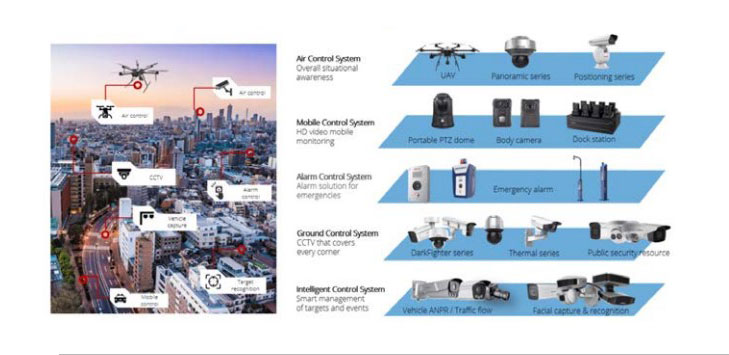 Air control
Air control
CCTV
Alarm
control
Vehicle
capture
Target
recognition
Mobile
control
Air Control System
Overall situational
awareness
UAV
Panoramic series
Positioning series
Mobile Control System
HD video mobile
monitoring
Portable PTZ dome
Body camera
Dock station
Alarm Control System
Alarm solution for
emergencies
Emergency alarm
Ground Control System
CCTV that covers
every corner
DarkFighter series
Thermal series
Public security resource
Intelligent Control System
Smart management
of targets and events
Vehicle ANPR / Traffic flow
Facial capture & recognition